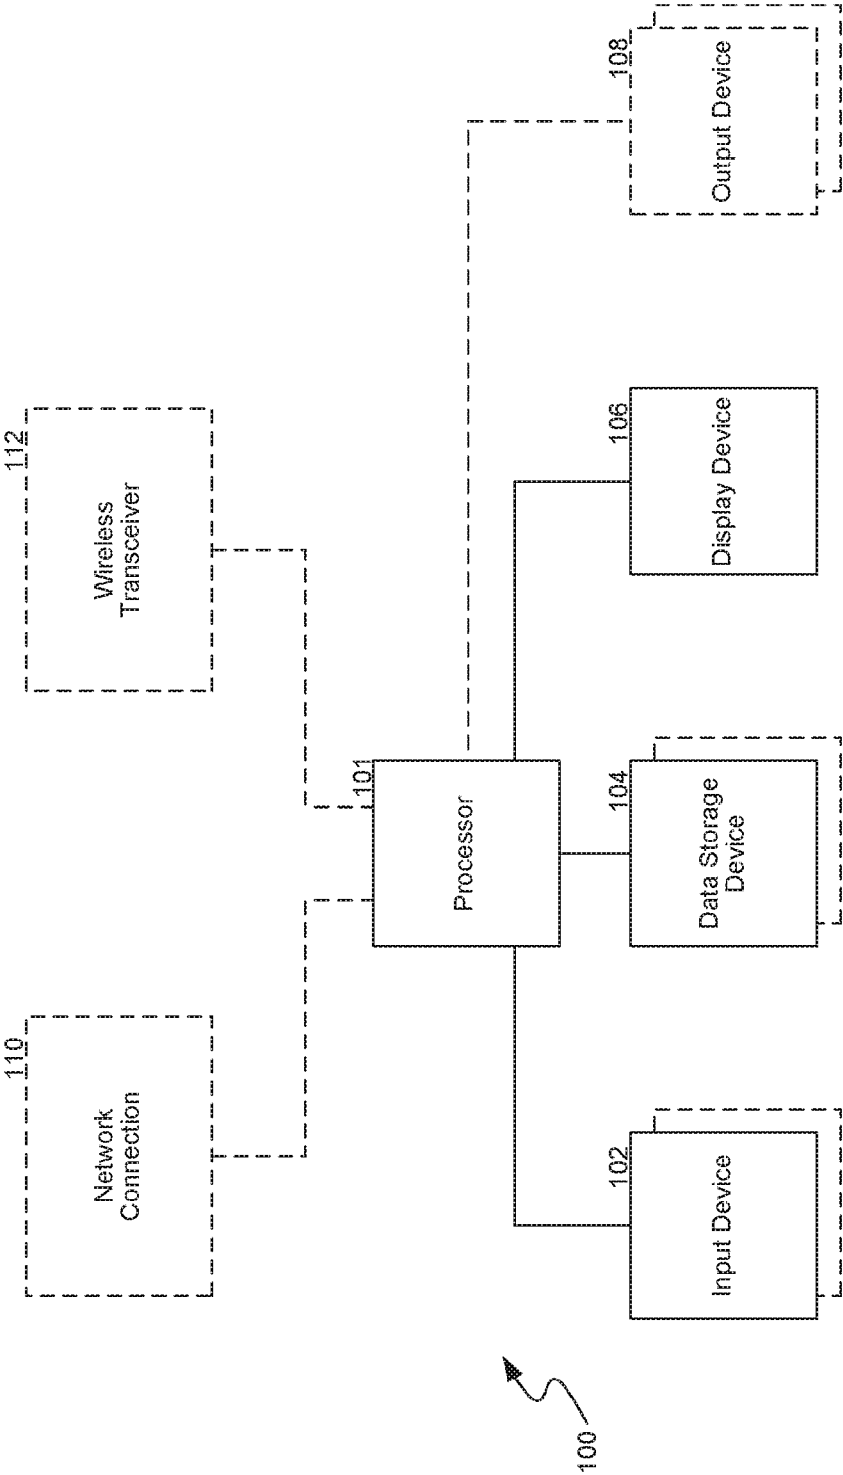 110
Network
Connection
112
Wireless
Transceiver
101
Processor
102
Input Device
104
Data Storage
Device
106
Display Device
108
Output Device
100